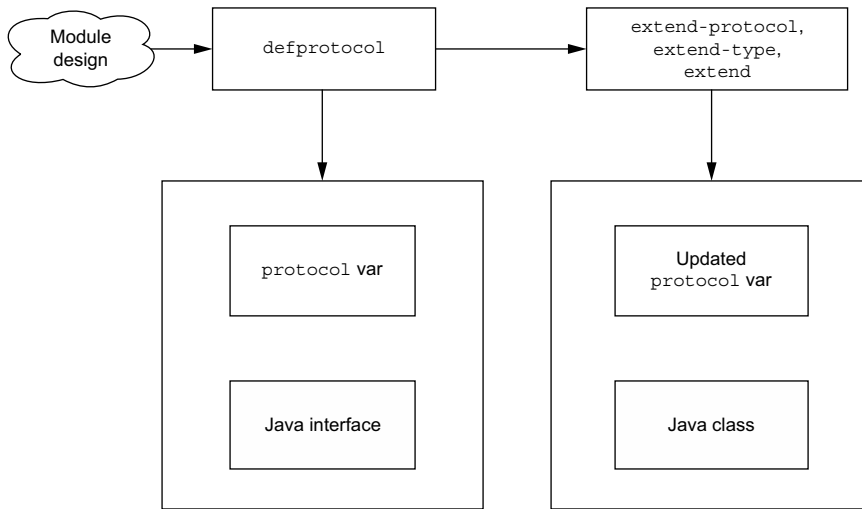 Module
design
defprotocol
extend-protocol,
extend-type,
extend
protocol var
Java interface
Updated
protocol var
Java class